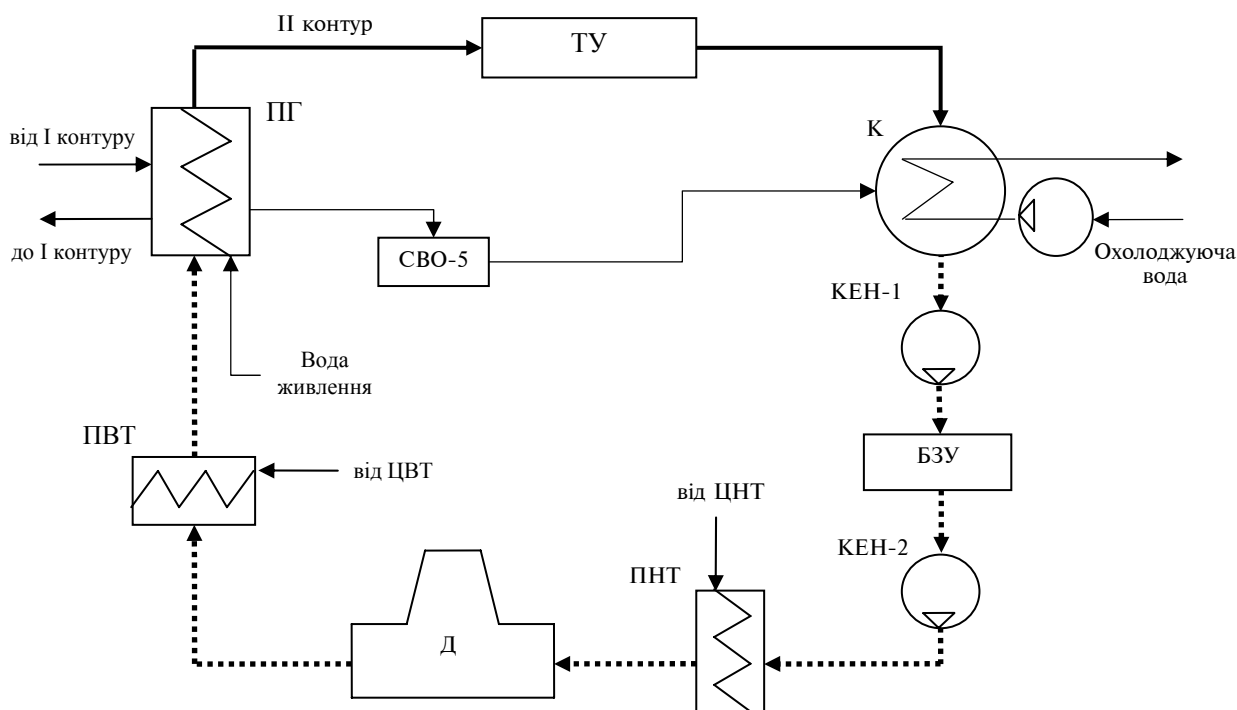 ІІ контур
ТУ
ПГ
К
від І контуру
до І контуру
СВО-5
Охолоджуюча
вода
КЕН-1
Вода
живлення
ПВТ
від ЦВТ
БЗУ
від ЦНТ
КЕН-2
ПНТ
Д